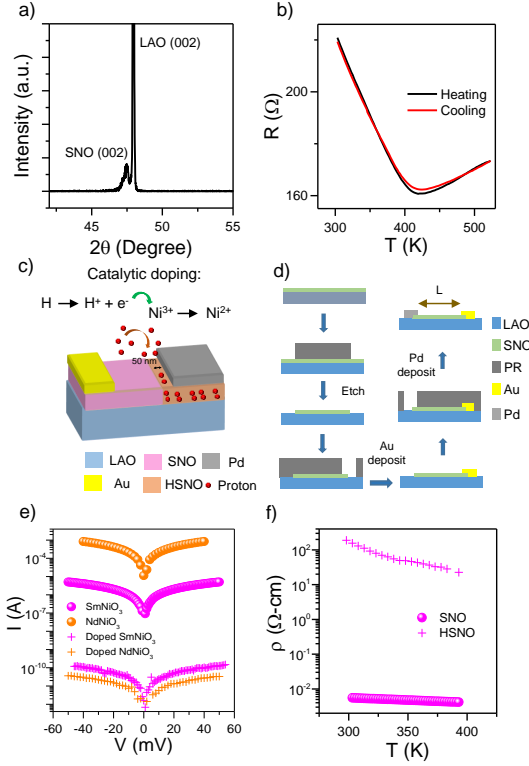 a)
Intensity (a.u.)
LAO (002)
SNO (002)
45 50 55
2θ (Degree)
b)
R (Ω)
220
160
Heating
Cooling
300 400 500
T (K)
c)
Catalytic doping:
H → H⁺ + e⁻
Ni³⁺ → Ni²⁺
50 nm
LAO SNO Pd
Au HSNO Proton
d)
L
LAO
SNO
PR
Au
Pd
Pd
deposit
Etch
Au
deposit
e)
I (A)
10⁻⁴
10⁻⁷
10⁻¹⁰
SmNiO₃
NdNiO₃
Doped SmNiO₃
Doped NdNiO₃
-60 -40 -20 0 20 40 60
V (mV)
f)
ρ (Ω-cm)
10²
10¹
10⁰
10⁻¹
10⁻²
SNO
HSNO
300 350 400
T (K)